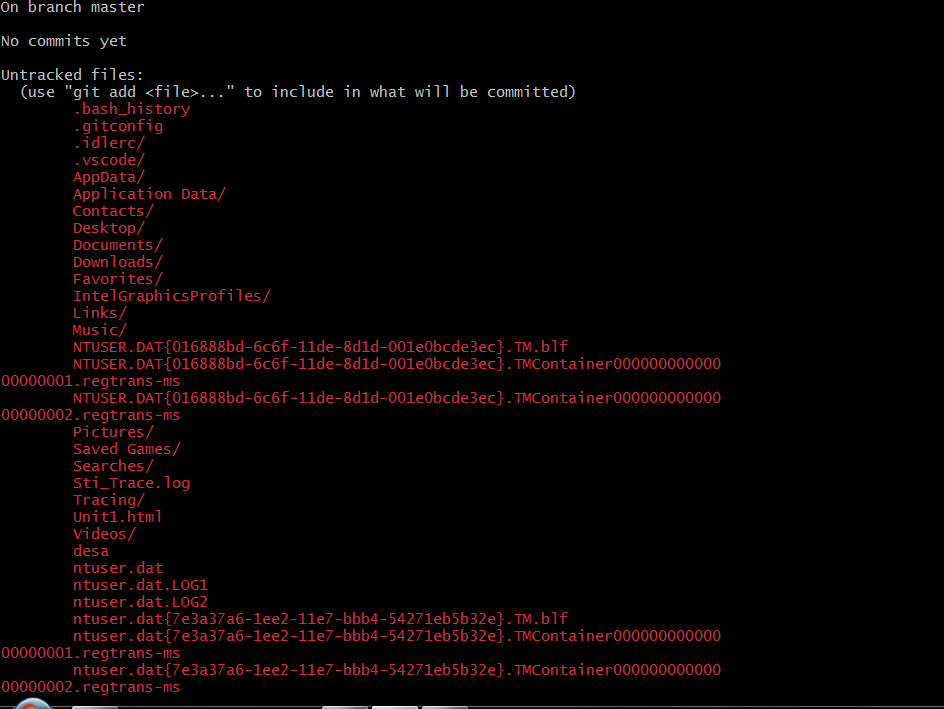 On branch master
No commits yet
Untracked files:
(use "git add <file>..." to include in what will be committed)
.bash_history
.gitconfig
.idlerc/
.vscode/
AppData/
Application Data/
Contacts/
Desktop/
Documents/
Downloads/
Favorites/
IntelGraphicsProfiles/
Links/
Music/
NTUSER.DAT{016888bd-6c6f-11de-8d1d-001e0bcde3ec}.TM.blf
NTUSER.DAT{016888bd-6c6f-11de-8d1d-001e0bcde3ec}.TMContainer000000000000
00000001.regtrans-ms
NTUSER.DAT{016888bd-6c6f-11de-8d1d-001e0bcde3ec}.TMContainer000000000000
00000002.regtrans-ms
Pictures/
Saved Games/
Searches/
Sti_Trace.log
Tracing/
Unit1.html
Videos/
desa
ntuser.dat
ntuser.dat.LOG1
ntuser.dat.LOG2
ntuser.dat{7e3a37a6-1ee2-11e7-bbb4-54271eb5b32e}.TM.blf
ntuser.dat{7e3a37a6-1ee2-11e7-bbb4-54271eb5b32e}.TMContainer000000000000
00000001.regtrans-ms
ntuser.dat{7e3a37a6-1ee2-11e7-bbb4-54271eb5b32e}.TMContainer000000000000
00000002.regtrans-ms